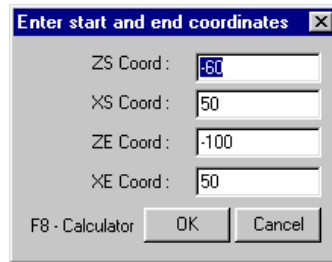 Enter start and end coordinates
ZS Coord : -60
XS Coord : 50
ZE Coord : -100
XE Coord : 50
F8 - Calculator OK Cancel